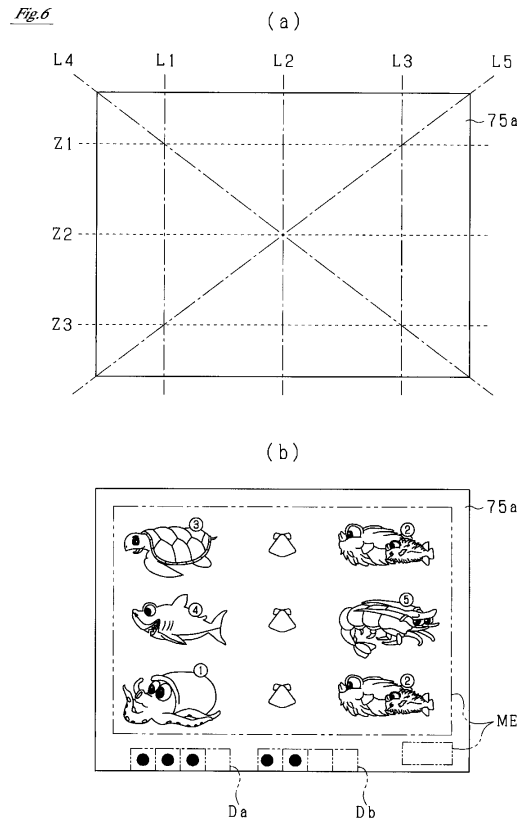 Fig.6
(a)
L4 L1 L2 L3 L5
75a
Z1
Z2
Z3
(b)
75a
③ ②
④ ⑤
① ②
ME
Da Db